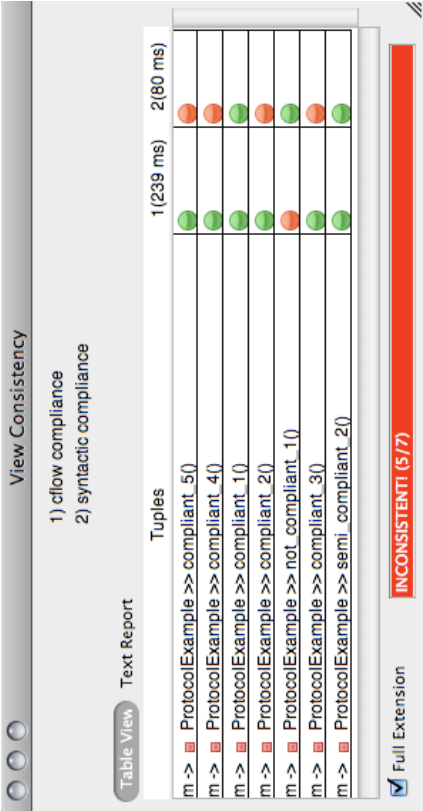 View Consistency
1) cflow compliance
2) syntactic compliance
Table View Text Report
Tuples 1(239 ms) 2(80 ms)
m -> ProtocolExample >> compliant_5()
m -> ProtocolExample >> compliant_4()
m -> ProtocolExample >> compliant_1()
m -> ProtocolExample >> compliant_2()
m -> ProtocolExample >> not_compliant_1()
m -> ProtocolExample >> compliant_3()
m -> ProtocolExample >> semi_compliant_2()
Full Extension INCONSISTENT! (5/7)